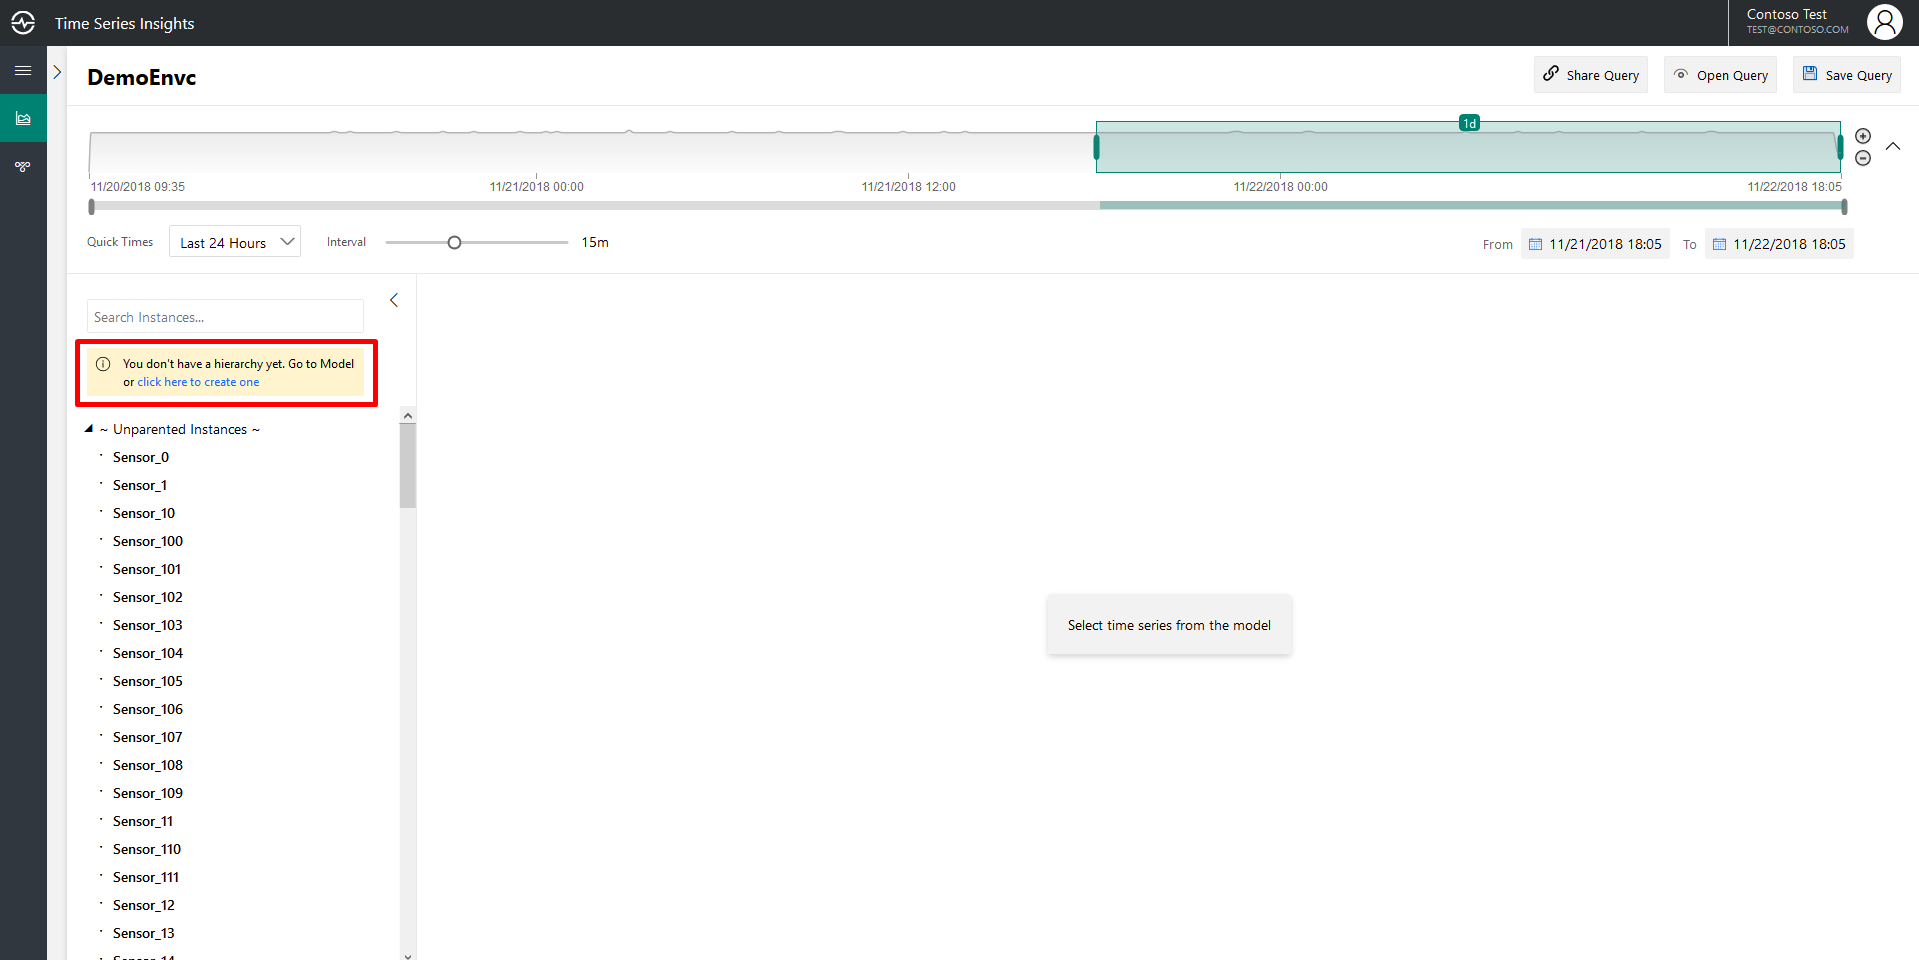 Time Series Insights
Contoso Test
TEST@CONTOSO.COM
DemoEnvc
Share Query
Open Query
Save Query
1d
11/20/2018 09:35
11/21/2018 00:00
11/21/2018 12:00
11/22/2018 00:00
11/22/2018 18:05
Quick Times
Last 24 Hours
Interval
15m
From
11/21/2018 18:05
To
11/22/2018 18:05
Search Instances...
You don't have a hierarchy yet. Go to Model
or click here to create one
~ Unparented Instances ~
Sensor_0
Sensor_1
Sensor_10
Sensor_100
Sensor_101
Sensor_102
Sensor_103
Sensor_104
Sensor_105
Sensor_106
Sensor_107
Sensor_108
Sensor_109
Sensor_11
Sensor_110
Sensor_111
Sensor_12
Sensor_13
Sensor_14
Select time series from the model